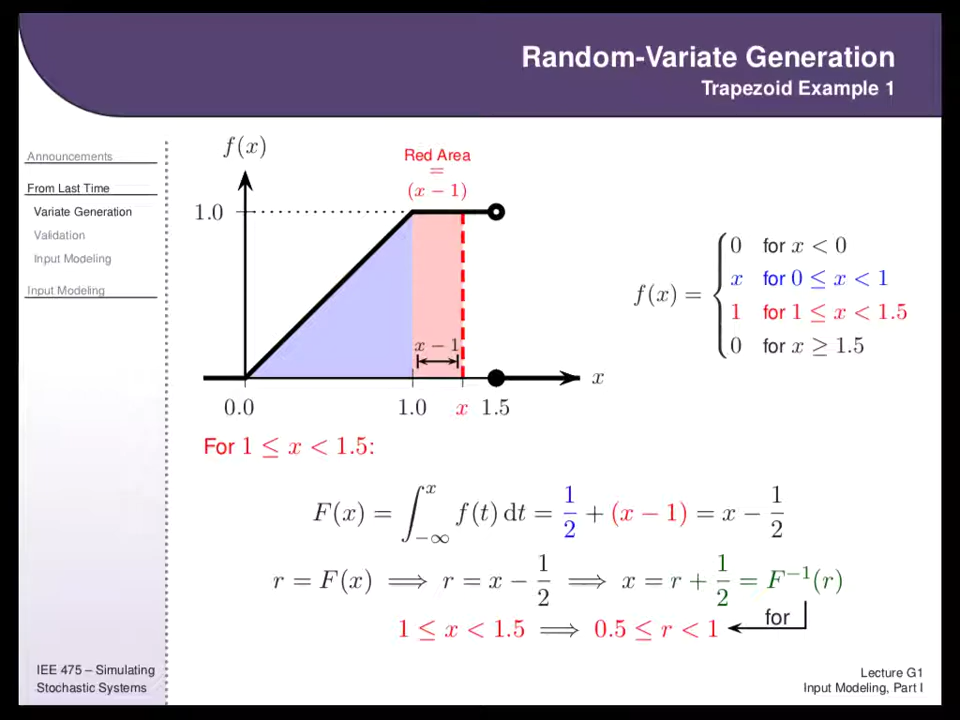 Random-Variate Generation
Trapezoid Example 1
Announcements
From Last Time
Variate Generation
Validation
Input Modeling
Input Modeling
f(x)
Red Area
=
(x − 1)
1.0
x − 1
x
0.0 1.0 x 1.5
f(x) =
0 for x < 0
x for 0 ≤ x < 1
1 for 1 ≤ x < 1.5
0 for x ≥ 1.5
For 1 ≤ x < 1.5:
F(x) = ∫_{−∞}^{x} f(t) dt = 1/2 + (x − 1) = x − 1/2
r = F(x) ⟹ r = x − 1/2 ⟹ x = r + 1/2 = F⁻¹(r)
1 ≤ x < 1.5 ⟹ 0.5 ≤ r < 1 for
IEE 475 – Simulating
Stochastic Systems
Lecture G1
Input Modeling, Part I